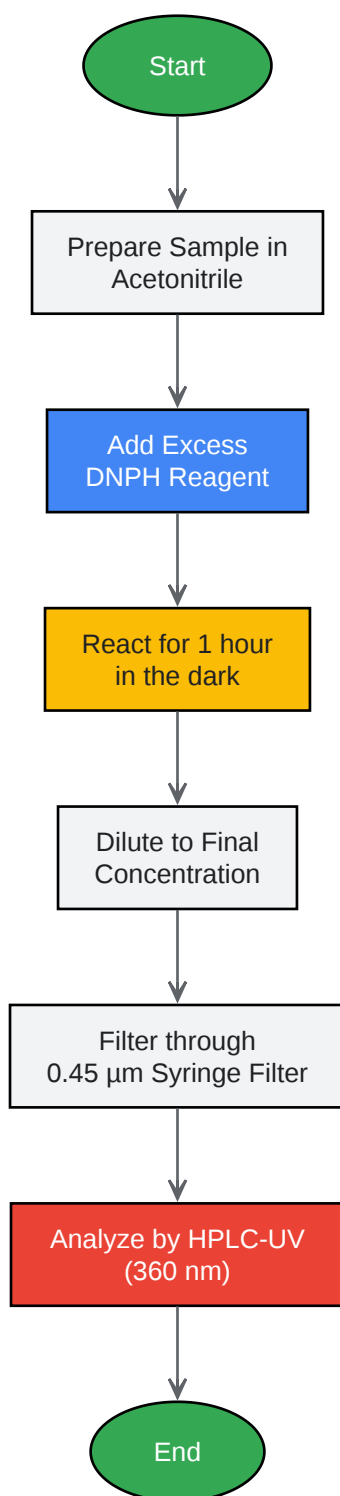 Start
Prepare Sample in
Acetonitrile
Add Excess
DNPH Reagent
React for 1 hour
in the dark
Dilute to Final
Concentration
Filter through
0.45 µm Syringe Filter
Analyze by HPLC-UV
(360 nm)
End